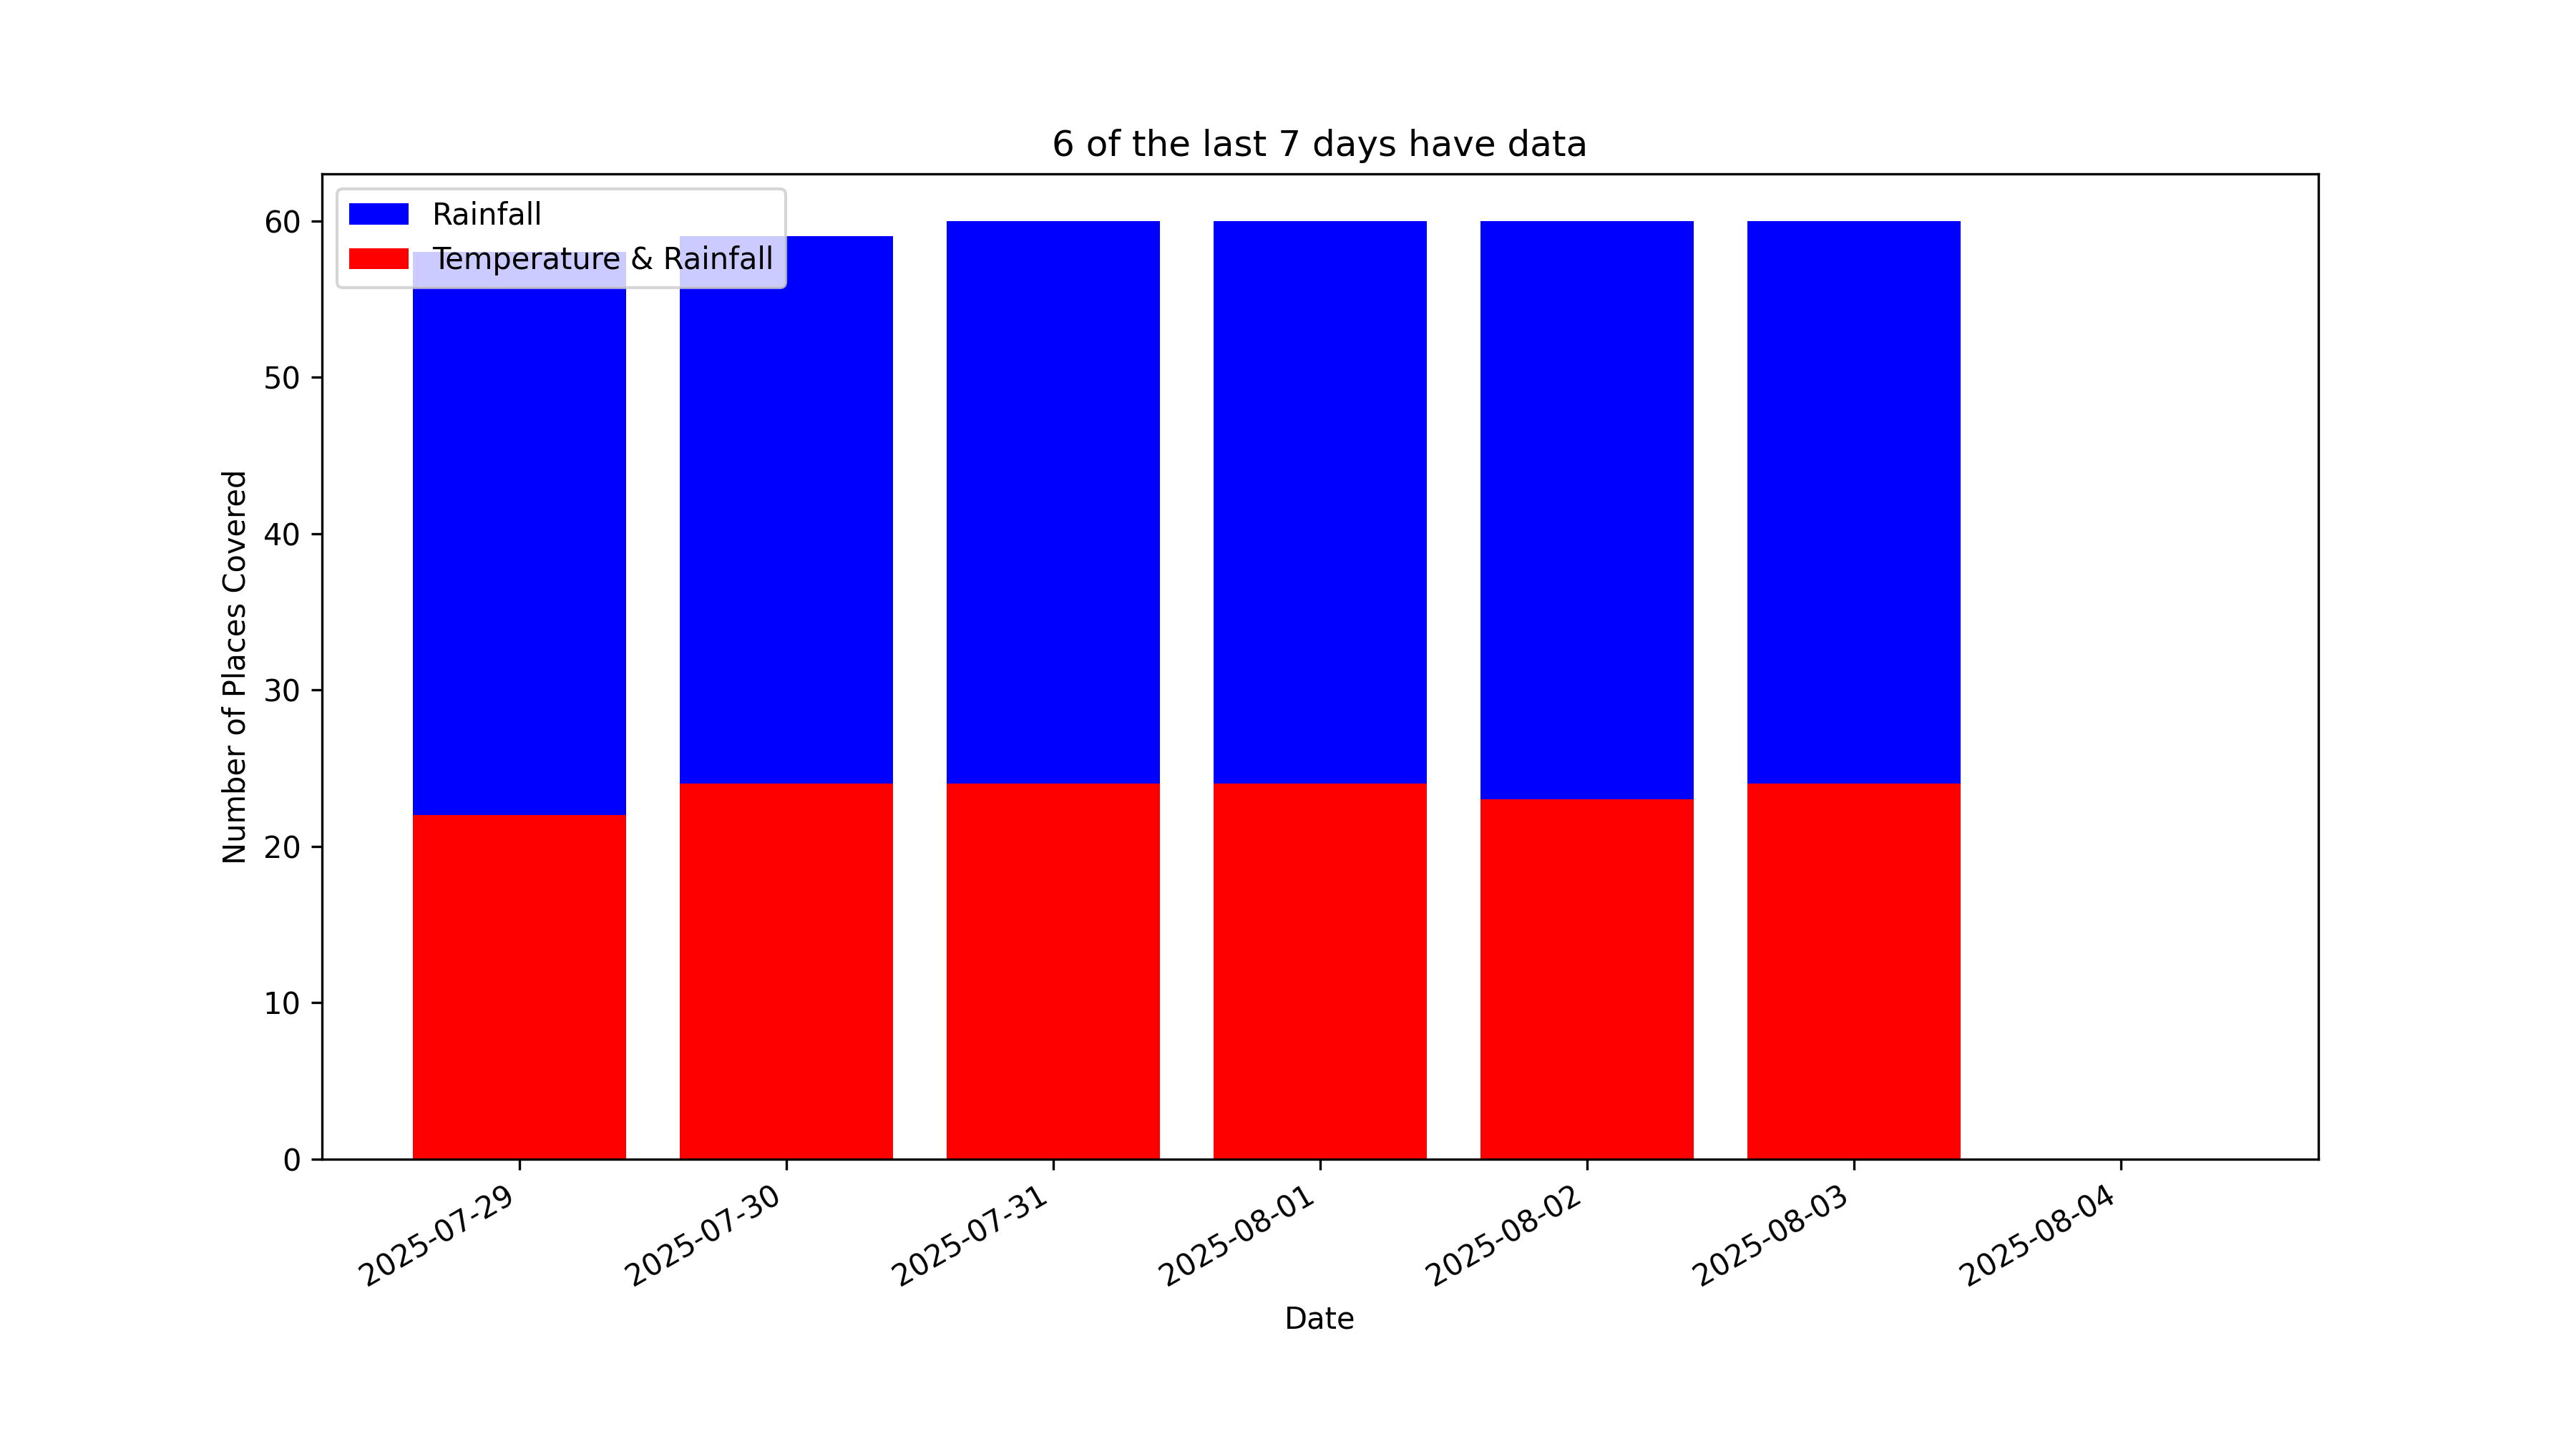 6 of the last 7 days have data
Rainfall
Temperature & Rainfall
Number of Places Covered
60
50
40
30
20
10
0
2025-07-29
2025-07-30
2025-07-31
2025-08-01
2025-08-02
2025-08-03
2025-08-04
Date